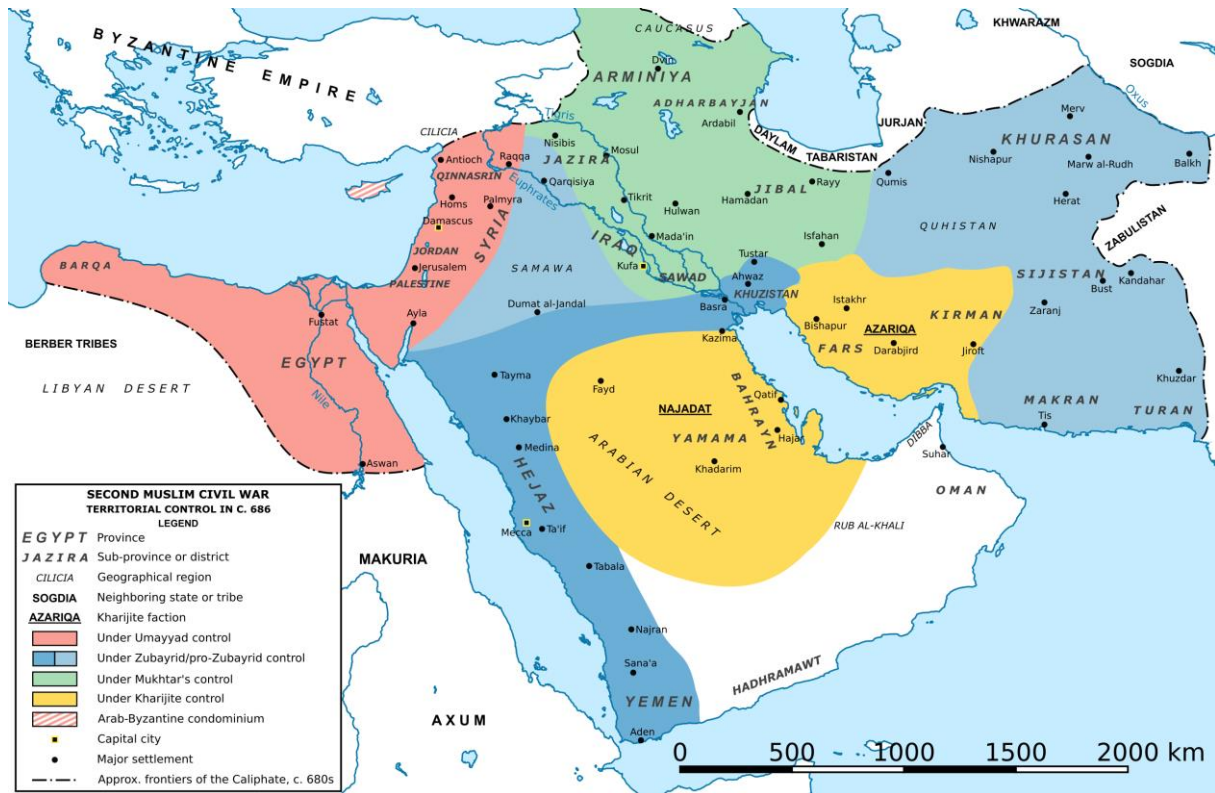 BYZANTINE EMPIRE
CAUCASUS
KHWARAZM
SOGDIA
Dvin
ARMINIYA
ADHARBAYJAN
Ardabil
Oxus
Tigris
CILICIA
Nisibis
Mosul
DAYLAM
TABARISTAN
JURJAN
Merv
KHURASAN
Nishapur
Marw al-Rudh
Balkh
Antioch
Raqqa
JAZIRA
QINNASRIN
Euphrates
Qarqisiya
Rayy
Qumis
JIBAL
Hamadan
Homs
Palmyra
Tikrit
Hulwan
Herat
Damascus
SYRIA
IRAQ
Mada'in
Isfahan
QUHISTAN
ZABULISTAN
JORDAN
Jerusalem
PALESTINE
SAMAWA
Kufa
SAWAD
Tustar
Ahwaz
KHUZISTAN
SIJISTAN
Bust
Kandahar
BARQA
Fustat
Ayla
Dumat al-Jandal
Basra
Kazima
Istakhr
Bishapur
AZARIQA
KIRMAN
FARS
Darabjird
Jiroft
Zaranj
BERBER TRIBES
LIBYAN DESERT
EGYPT
Nile
Tayma
Fayd
NAJADAT
BAHRAYN
Qatif
Khuzdar
MAKRAN
TURAN
Tis
Khaybar
YAMAMA
Hajar
DIBBA
Suhar
Medina
HEJAZ
ARABIAN DESERT
Khadarim
Aswan
OMAN
Mecca
Ta'if
RUB AL-KHALI
MAKURIA
Tabala
Najran
Sana'a
YEMEN
HADHRAMAWT
AXUM
Aden
SECOND MUSLIM CIVIL WAR
TERRITORIAL CONTROL IN C. 686
LEGEND
EGYPT Province
JAZIRA Sub-province or district
CILICIA Geographical region
SOGDIA Neighboring state or tribe
AZARIQA Kharijite faction
Under Umayyad control
Under Zubayrid/pro-Zubayrid control
Under Mukhtar's control
Under Kharijite control
Arab-Byzantine condominium
Capital city
Major settlement
Approx. frontiers of the Caliphate, c. 680s
0 500 1000 1500 2000 km